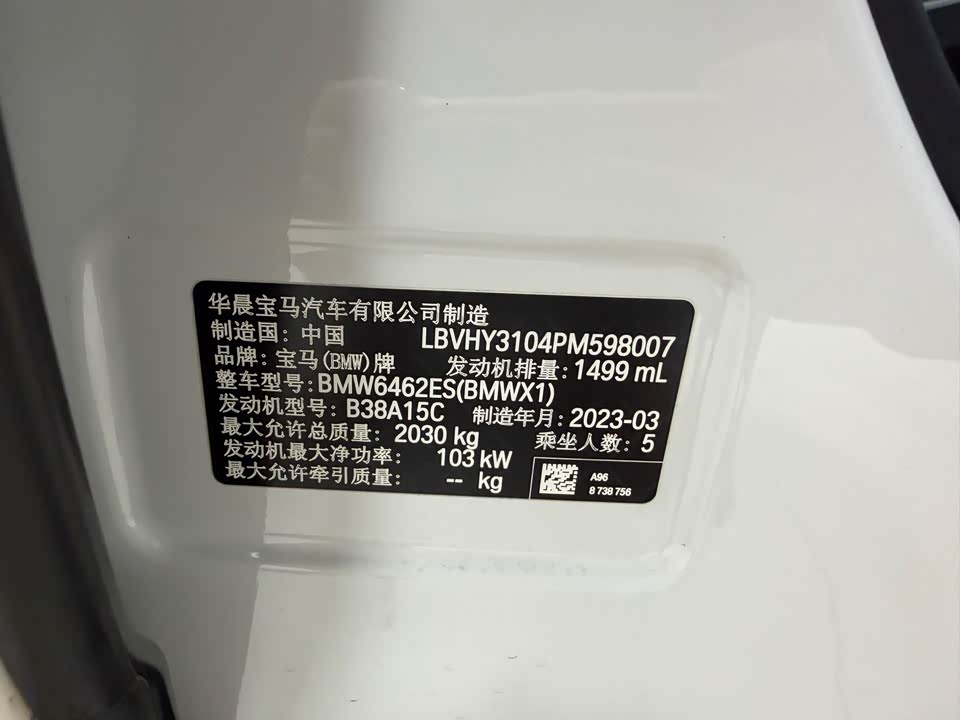 华晨宝马汽车有限公司制造
制造国：中国 LBVHY3104PM598007
品牌：宝马(BMW)牌 发动机排量：1499 mL
整车型号：BMW6462ES(BMWX1)
发动机型号：B38A15C 制造年月：2023-03
最大允许总质量：2030 kg 乘坐人数：5
发动机最大净功率：103 kW
最大允许牵引质量：-- kg
A96
8 738 756